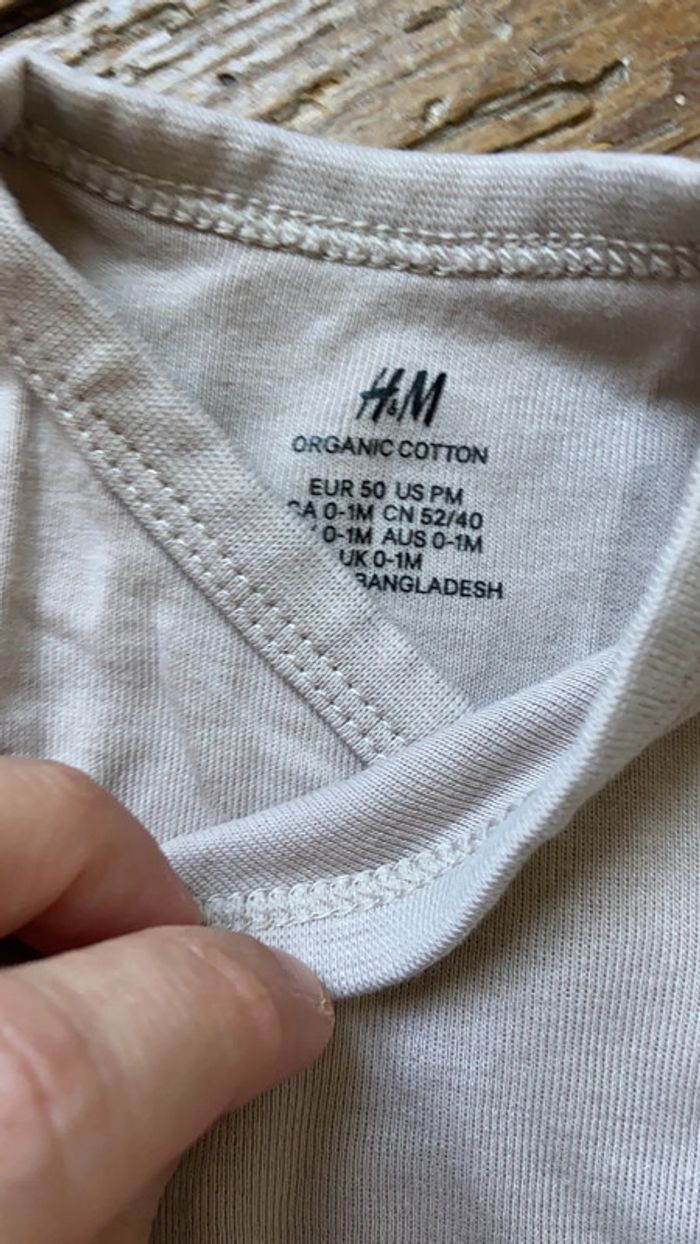 H&M
ORGANIC COTTON
EUR 50 US PM
CA 0-1M CN 52/40
0-1M AUS 0-1M
UK 0-1M
BANGLADESH